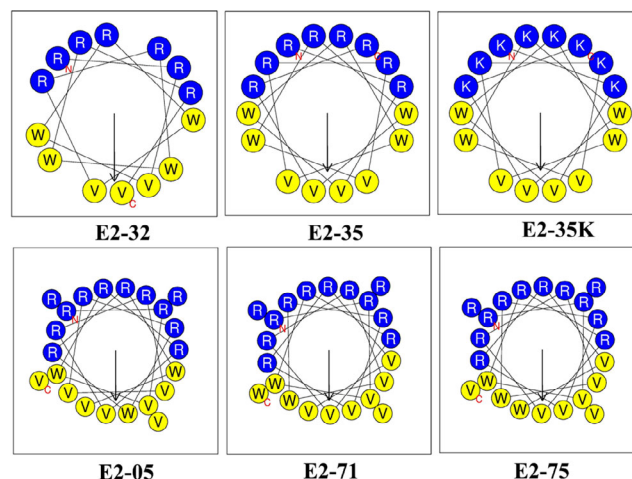 R R R R R R R
N
W W W W
V V V V
C
E2-32
R R R R R R R R
N C
W W W W
V V V V
E2-35
K K K K K K K K
N C
W W W W
V V V V
E2-35K
R R R R R R R R
N
R R R R
V W W
C
V V V W V V
V
E2-05
R R R R R R R R
N
R R R R
V
W W V
C
W V V V V
V
E2-71
R R R R R R R R
N
R R R R
V
V W V
C
W W V V V
V
E2-75